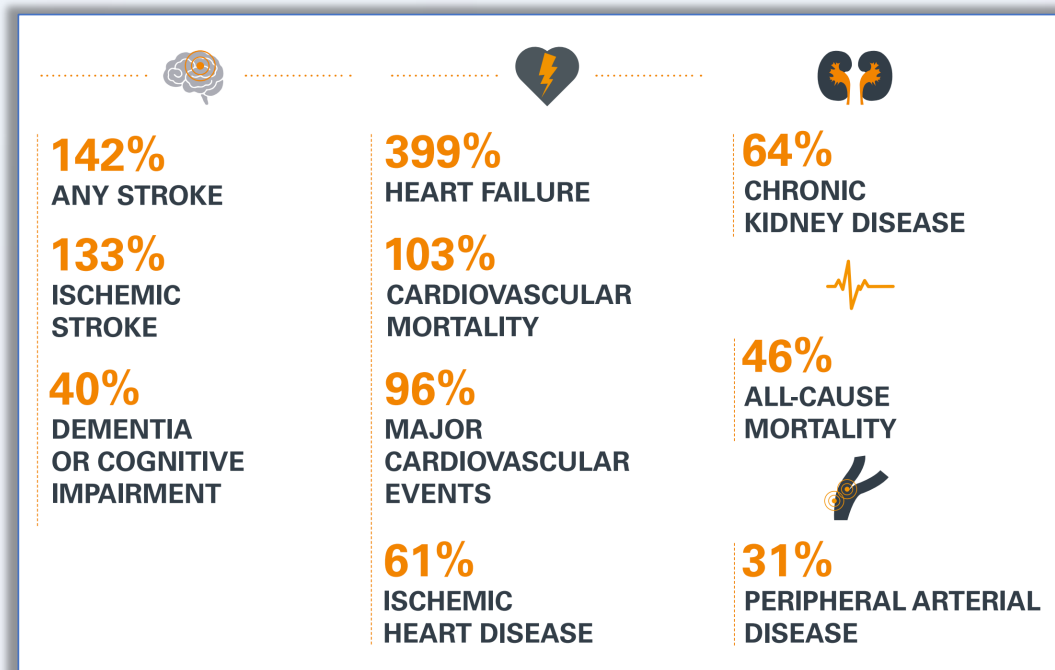 142%
ANY STROKE
133%
ISCHEMIC
STROKE
40%
DEMENTIA
OR COGNITIVE
IMPAIRMENT
399%
HEART FAILURE
103%
CARDIOVASCULAR
MORTALITY
96%
MAJOR
CARDIOVASCULAR
EVENTS
61%
ISCHEMIC
HEART DISEASE
64%
CHRONIC
KIDNEY DISEASE
46%
ALL-CAUSE
MORTALITY
31%
PERIPHERAL ARTERIAL
DISEASE